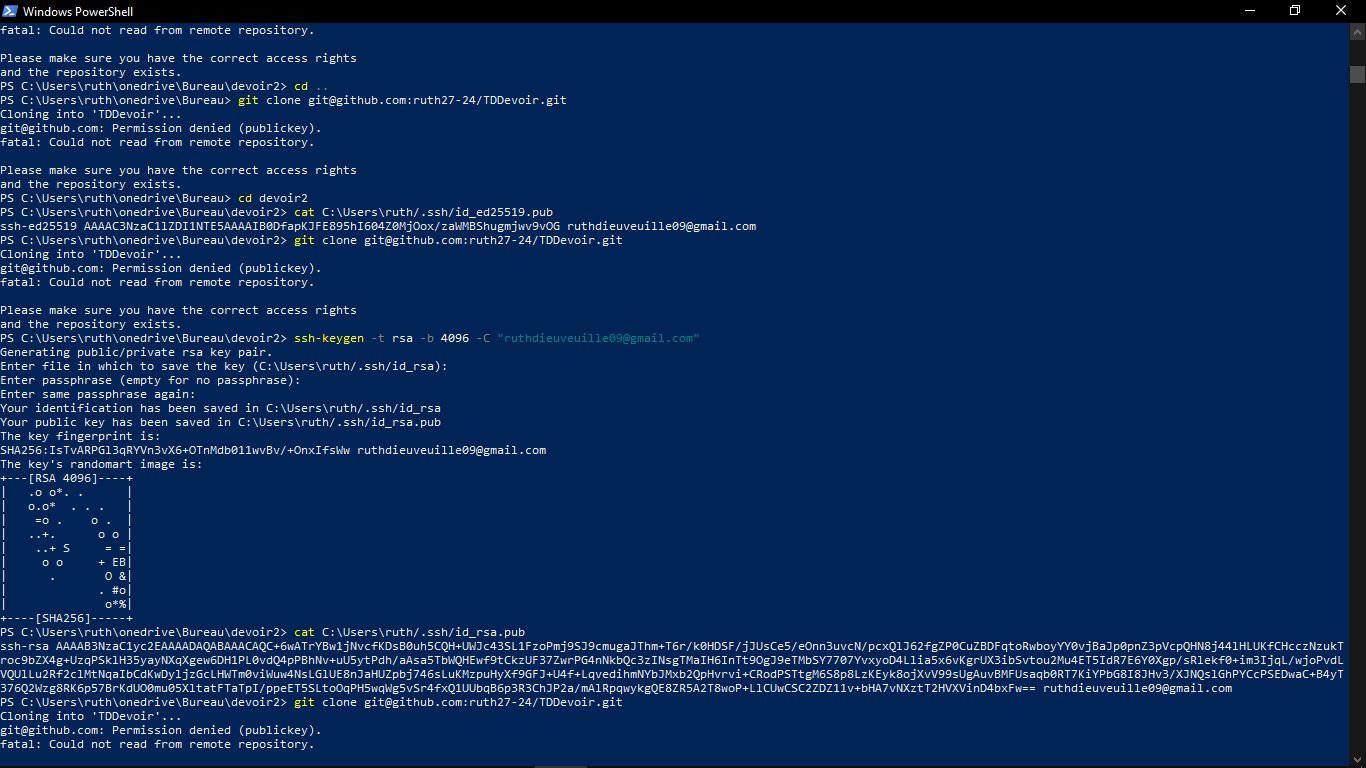 Windows PowerShell
fatal: Could not read from remote repository.
Please make sure you have the correct access rights
and the repository exists.
PS C:\Users\ruth\onedrive\Bureau\devoir2> cd ..
PS C:\Users\ruth\onedrive\Bureau> git clone git@github.com:ruth27-24/TDDevoir.git
Cloning into 'TDDevoir'...
git@github.com: Permission denied (publickey).
fatal: Could not read from remote repository.
Please make sure you have the correct access rights
and the repository exists.
PS C:\Users\ruth\onedrive\Bureau> cd devoir2
PS C:\Users\ruth\onedrive\Bureau\devoir2> cat C:\Users\ruth/.ssh/id_ed25519.pub
ssh-ed25519 AAAAC3NzaC1lZDI1NTE5AAAAIB0DfapKJFE895hI604Z0MjOox/zaWMBShugmjwv9vOG ruthdieuveuille09@gmail.com
PS C:\Users\ruth\onedrive\Bureau\devoir2> git clone git@github.com:ruth27-24/TDDevoir.git
Cloning into 'TDDevoir'...
git@github.com: Permission denied (publickey).
fatal: Could not read from remote repository.
Please make sure you have the correct access rights
and the repository exists.
PS C:\Users\ruth\onedrive\Bureau\devoir2> ssh-keygen -t rsa -b 4096 -C "ruthdieuveuille09@gmail.com"
Generating public/private rsa key pair.
Enter file in which to save the key (C:\Users\ruth/.ssh/id_rsa):
Enter passphrase (empty for no passphrase):
Enter same passphrase again:
Your identification has been saved in C:\Users\ruth/.ssh/id_rsa
Your public key has been saved in C:\Users\ruth/.ssh/id_rsa.pub
The key fingerprint is:
SHA256:IsTvARPGl3qRYVn3vX6+OTnMdb011wvBv/+OnxIfsWw ruthdieuveuille09@gmail.com
The key's randomart image is:
+---[RSA 4096]----+
|   .o o*. .      |
|   o.o*  . . .   |
|    =o .    o .  |
|   ..+.      o o |
|    ..+ S     = =|
|     o o     + EB|
|      .       O &|
|             . #o|
|              o*%|
+----[SHA256]-----+
PS C:\Users\ruth\onedrive\Bureau\devoir2> cat C:\Users\ruth/.ssh/id_rsa.pub
ssh-rsa AAAAB3NzaC1yc2EAAAADAQABAAACAQC+6wATrYBw1jNvcfKDsB0uh5CQH+UWJc43SL1FzoPmj9SJ9cmugaJThm+T6r/k0HDSF/jJUsCe5/eOnn3uvcN/pcxQlJ62fgZP0CuZBDFqtoRwboyYY0vjBaJp0pnZ3pVcpQHN8j44lHLUKfCHcczNzukT
roc9bZX4g+UzqPSklH35yayNXqXgew6DH1PL0vdQ4pPBhNv+uU5ytPdh/aAsa5TbWQHEwf9tCkzUF37ZwrPG4nNkbQc3zINsgTMaIH6InTt9OgJ9eTMbSY7707YvxyoD4Llia5x6vKgrUX3ibSvtou2Mu4ET5IdR7E6Y0Xgp/sRlekf0+im3IjqL/wjoPvdL
VQUlLu2Rf2clMtNqaIbCdKwDyljzGcLHWTm0viWuw4NsLGlUE8nJaHUZpbj746sLuKMzpuHyXf9GFJ+U4f+LqvedihmNYbJMxb2QpHvrvi+CRodPSTtgM6S8p8LzKEyk8ojXvV99sUgAuvBMFUsaqb0RT7KiYPbG8I8JHv3/XJNQslGhPYCcPSEDwaC+B4yT
376Q2Wzg8RK6p57BrKdUO0mu05XltatFTaTpI/ppeET5SLtoOqPH5wqWg5vSr4fxQ1UUbqB6p3R3ChJP2a/mAlRpqwykgQE8ZR5A2T8woP+LlCUwCSC2ZDZ11v+bHA7vNXztT2HVXVinD4bxFw== ruthdieuveuille09@gmail.com
PS C:\Users\ruth\onedrive\Bureau\devoir2> git clone git@github.com:ruth27-24/TDDevoir.git
Cloning into 'TDDevoir'...
git@github.com: Permission denied (publickey).
fatal: Could not read from remote repository.